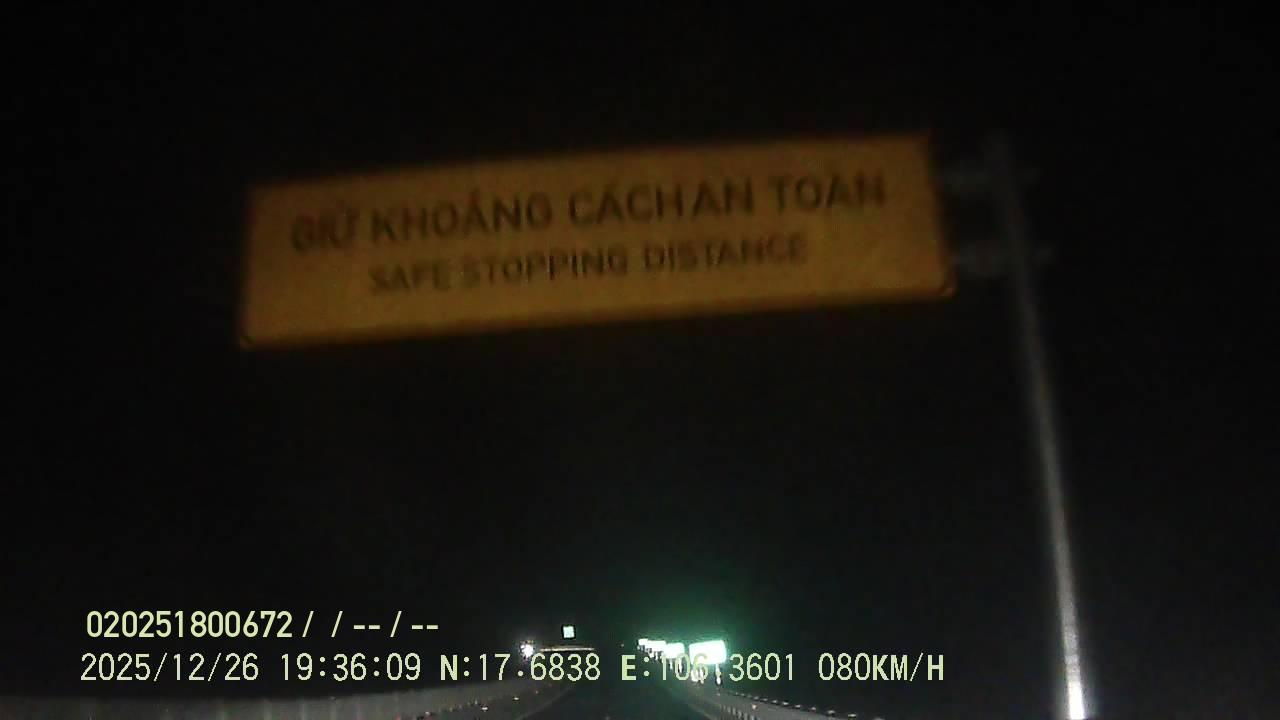 GIỮ KHOẢNG CÁCH AN TOÀN
SAFE STOPPING DISTANCE
020251800672 / / -- / --
2025/12/26 19:36:09 N:17.6838 E:106.3601 080KM/H